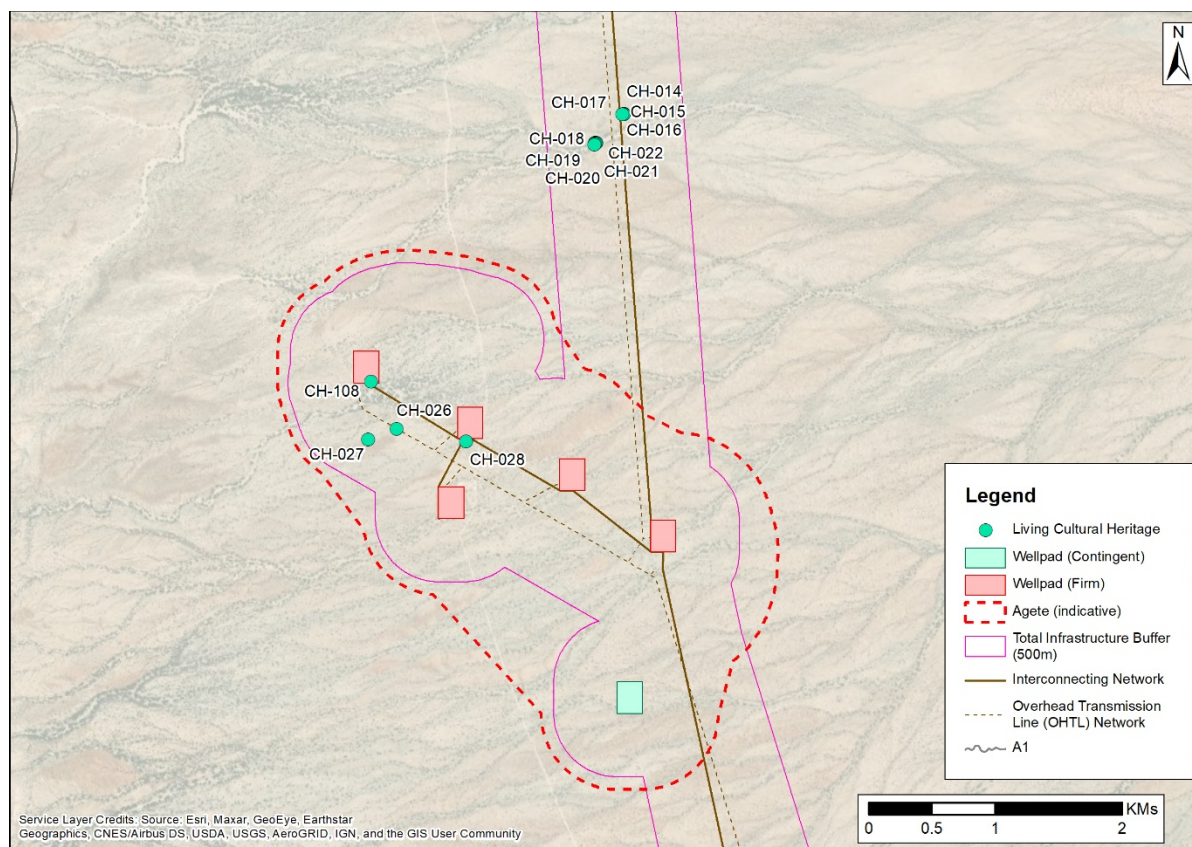 N
CH-014
CH-017
CH-015
CH-016
CH-018
CH-022
CH-019
CH-021
CH-020
CH-108
CH-026
CH-027
CH-028
Legend
Living Cultural Heritage
Wellpad (Contingent)
Wellpad (Firm)
Agete (indicative)
Total Infrastructure Buffer
(500m)
Interconnecting Network
Overhead Transmission
Line (OHTL) Network
A1
KMs
0 0.5 1 2
Service Layer Credits: Source: Esri, Maxar, GeoEye, Earthstar
Geographics, CNES/Airbus DS, USDA, USGS, AeroGRID, IGN, and the GIS User Community